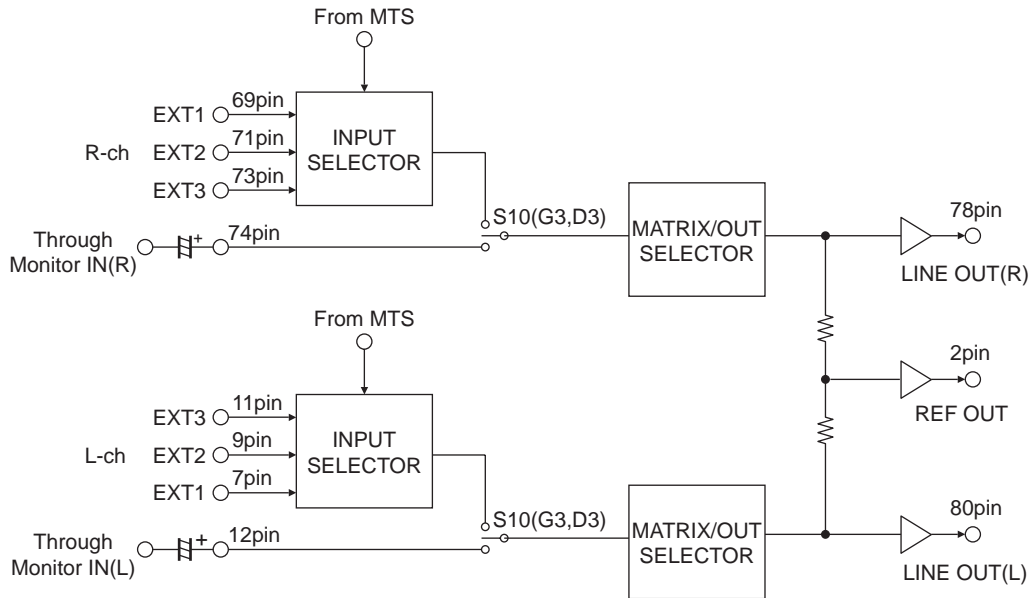 From MTS
EXT1
69pin
R-ch
EXT2
71pin
EXT3
73pin
INPUT
SELECTOR
Through
Monitor IN(R)
+
74pin
S10(G3,D3)
MATRIX/OUT
SELECTOR
78pin
LINE OUT(R)
2pin
REF OUT
From MTS
EXT3
11pin
L-ch
EXT2
9pin
EXT1
7pin
INPUT
SELECTOR
Through
Monitor IN(L)
+
12pin
S10(G3,D3)
MATRIX/OUT
SELECTOR
80pin
LINE OUT(L)